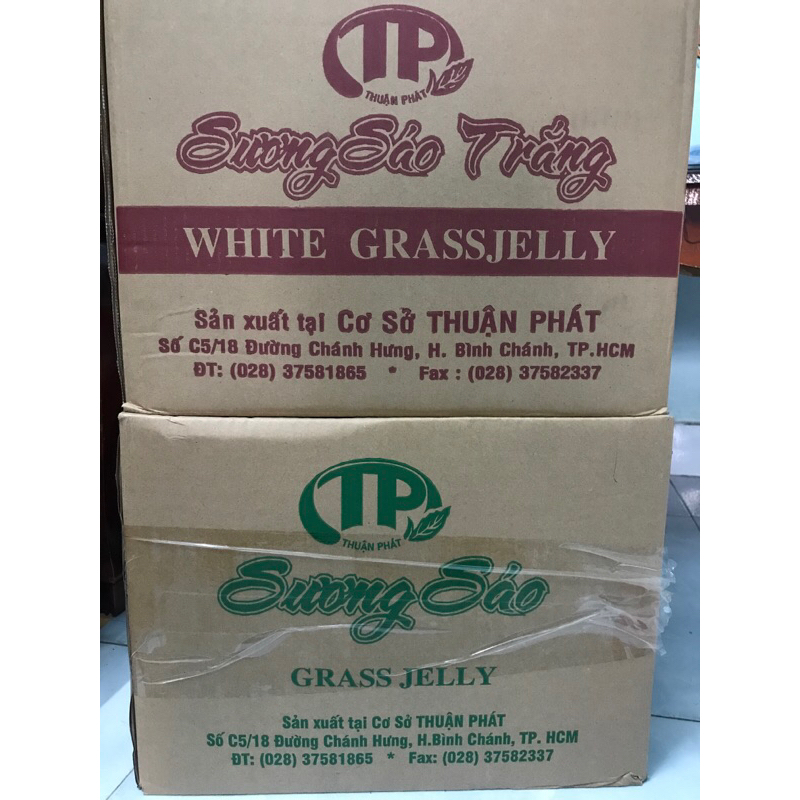 TP
THUẬN PHÁT
Sương Sáo Trắng
WHITE GRASSJELLY
Sản xuất tại Cơ Sở THUẬN PHÁT
Số C5/18 Đường Chánh Hưng, H. Bình Chánh, TP.HCM
ĐT: (028) 37581865 * Fax : (028) 37582337
TP
THUẬN PHÁT
Sương Sáo
GRASS JELLY
Sản xuất tại Cơ Sở THUẬN PHÁT
Số C5/18 Đường Chánh Hưng, H.Bình Chánh, TP. HCM
ĐT: (028) 37581865 * Fax: (028) 37582337